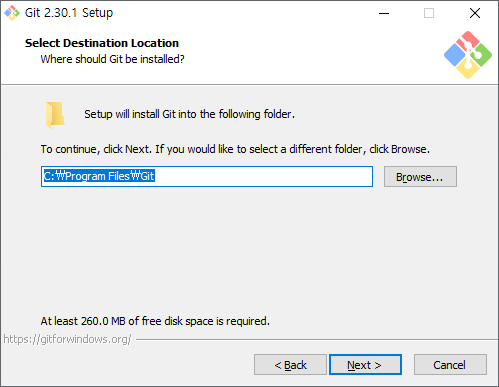 Git 2.30.1 Setup
Select Destination Location
Where should Git be installed?
Setup will install Git into the following folder.
To continue, click Next. If you would like to select a different folder, click Browse.
C:₩Program Files₩Git
Browse...
At least 260.0 MB of free disk space is required.
https://gitforwindows.org/
< Back
Next >
Cancel